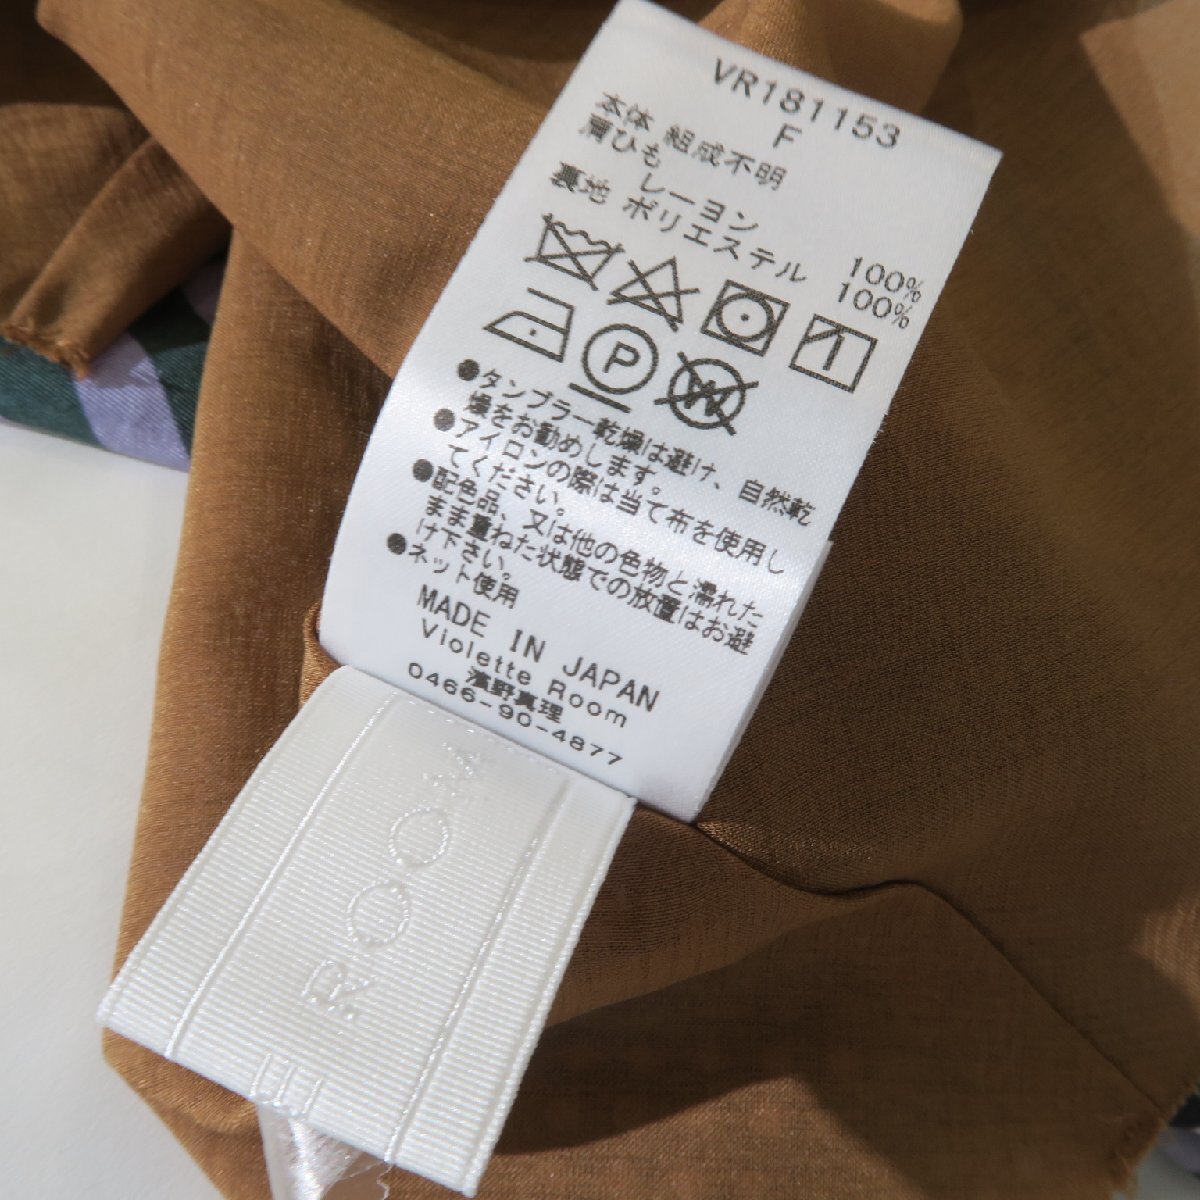 VR181153
F
本体 組成不明
肩ひも
レーヨン 100%
裏地 ポリエステル 100%
P
W
●タンブラー乾燥は避け、自然乾
燥をお勧めします。
●アイロンの際は当て布を使用し
てください。
●配色品、又は他の色物と濡れた
まま重ねた状態での放置はお避
け下さい。
●ネット使用
MADE IN JAPAN
Violette Room
濱野真理
0466-90-4877
ROOM